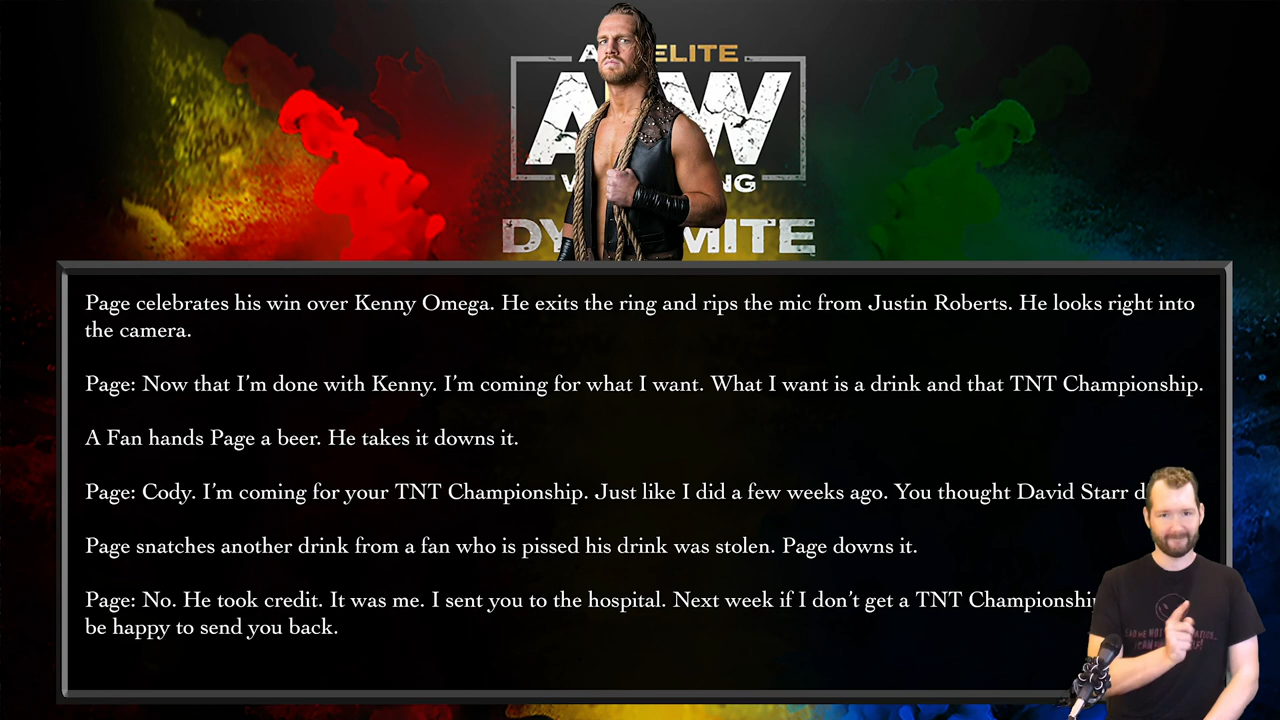 ELITE
AEW
DYNAMITE
Page celebrates his win over Kenny Omega. He exits the ring and rips the mic from Justin Roberts. He looks right into
the camera.
Page: Now that I'm done with Kenny. I'm coming for what I want. What I want is a drink and that TNT Championship.
A Fan hands Page a beer. He takes it downs it.
Page: Cody. I'm coming for your TNT Championship. Just like I did a few weeks ago. You thought David Starr
Page snatches another drink from a fan who is pissed his drink was stolen. Page downs it.
Page: No. He took credit. It was me. I sent you to the hospital. Next week if I don't get a TNT Championship
be happy to send you back.